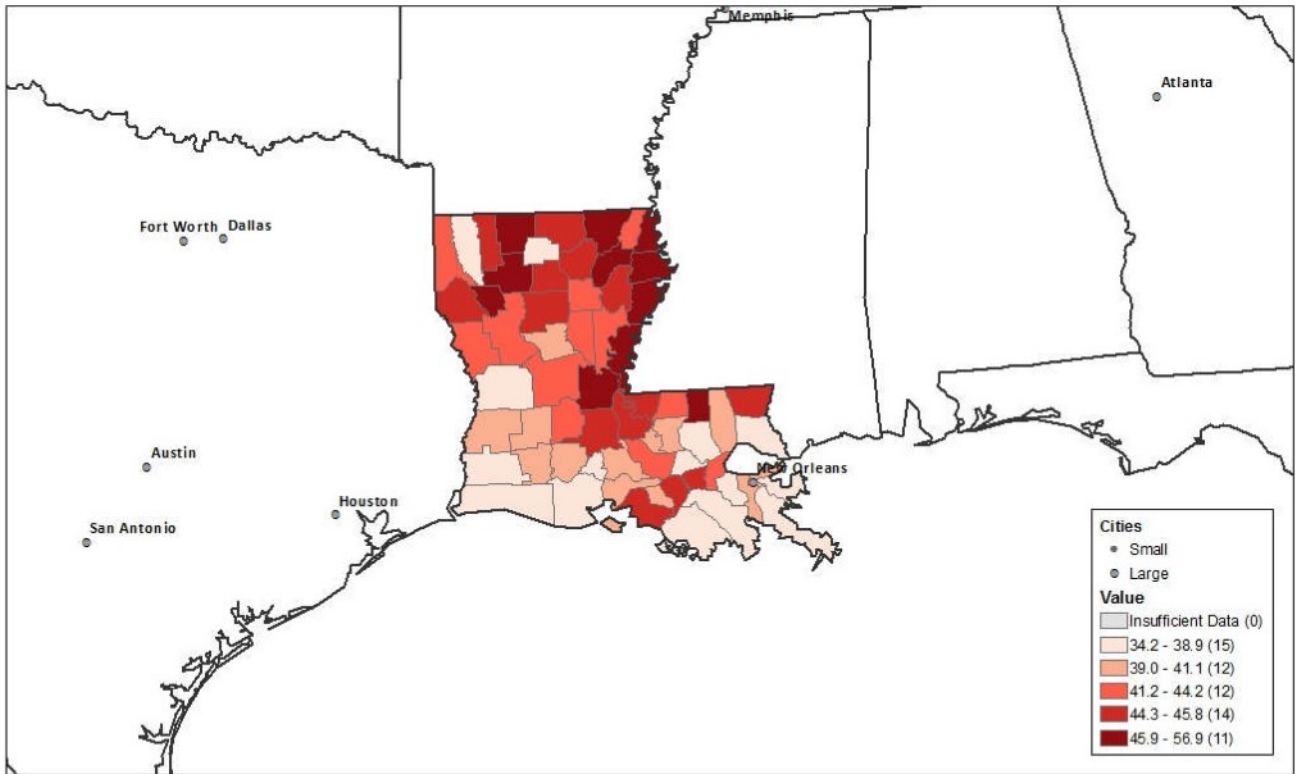 Memphis
Atlanta
Fort Worth Dallas
Austin
New Orleans
Houston
San Antonio
Cities
Small
Large
Value
Insufficient Data (0)
34.2 - 38.9 (15)
39.0 - 41.1 (12)
41.2 - 44.2 (12)
44.3 - 45.8 (14)
45.9 - 56.9 (11)